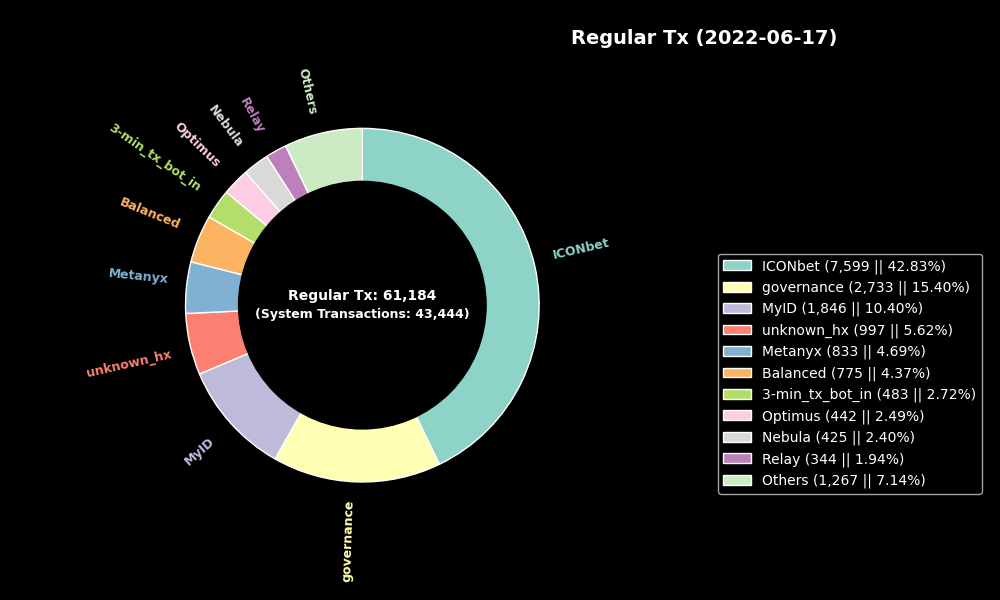 Regular Tx (2022-06-17)
Others
Relay
Nebula
Optimus
3-min_tx_bot_in
Balanced
Metanyx
unknown_hx
MyID
governance
ICONbet
Regular Tx: 61,184
(System Transactions: 43,444)
ICONbet (7,599 || 42.83%)
governance (2,733 || 15.40%)
MyID (1,846 || 10.40%)
unknown_hx (997 || 5.62%)
Metanyx (833 || 4.69%)
Balanced (775 || 4.37%)
3-min_tx_bot_in (483 || 2.72%)
Optimus (442 || 2.49%)
Nebula (425 || 2.40%)
Relay (344 || 1.94%)
Others (1,267 || 7.14%)